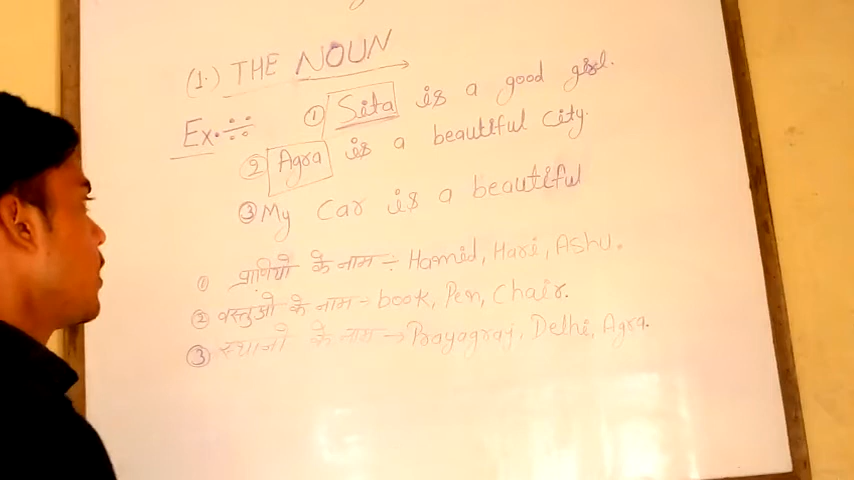 (1.) THE NOUN
Ex. ① Sita is a good girl.
② Agra is a beautiful city.
③ My Car is a beautiful
① प्राणियो के नाम ÷ Hamid, Hari, Ashu.
② वस्तुओ के नाम - book, Pen, Chair.
③ स्थानो के नाम → Prayagraj, Delhi, Agra.